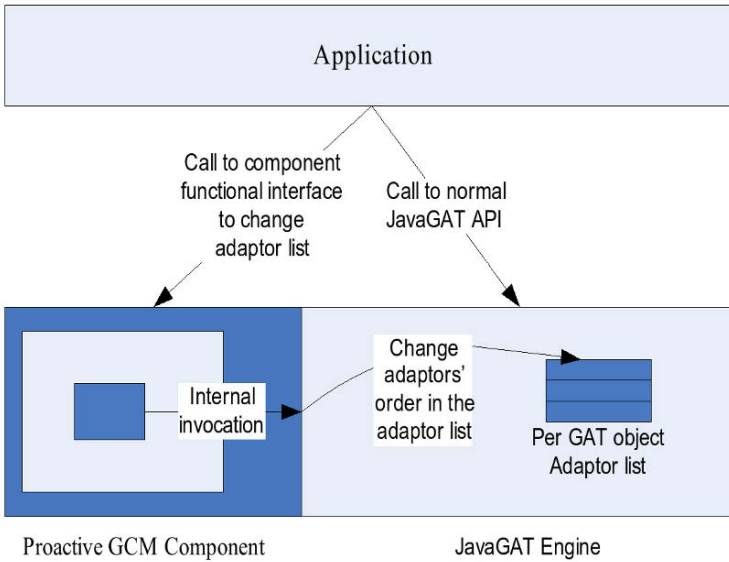 Application
Call to component
functional interface
to change
adaptor list
Call to normal
JavaGAT API
Internal
invocation
Change
adaptors'
order in the
adaptor list
Per GAT object
Adaptor list
Proactive GCM Component
JavaGAT Engine